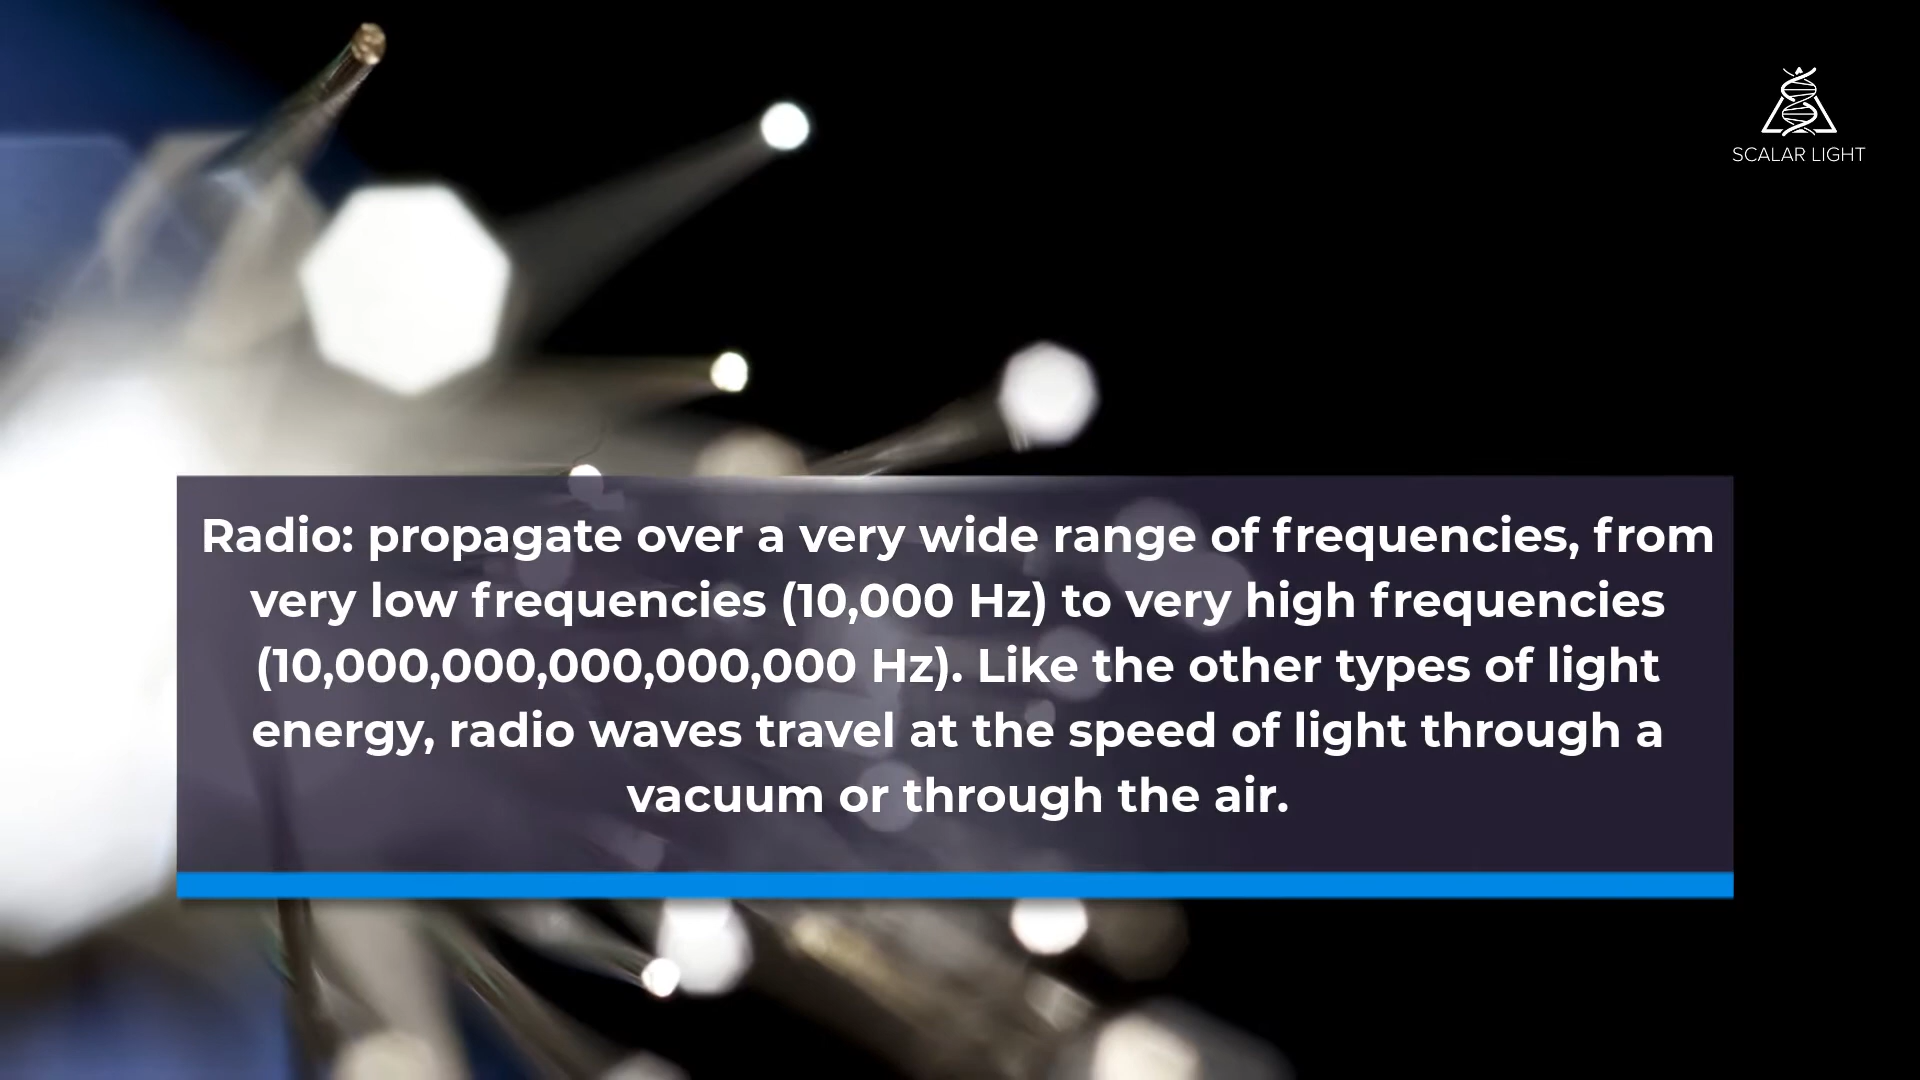 SCALAR LIGHT
Radio: propagate over a very wide range of frequencies, from
very low frequencies (10,000 Hz) to very high frequencies
(10,000,000,000,000,000 Hz). Like the other types of light
energy, radio waves travel at the speed of light through a
vacuum or through the air.